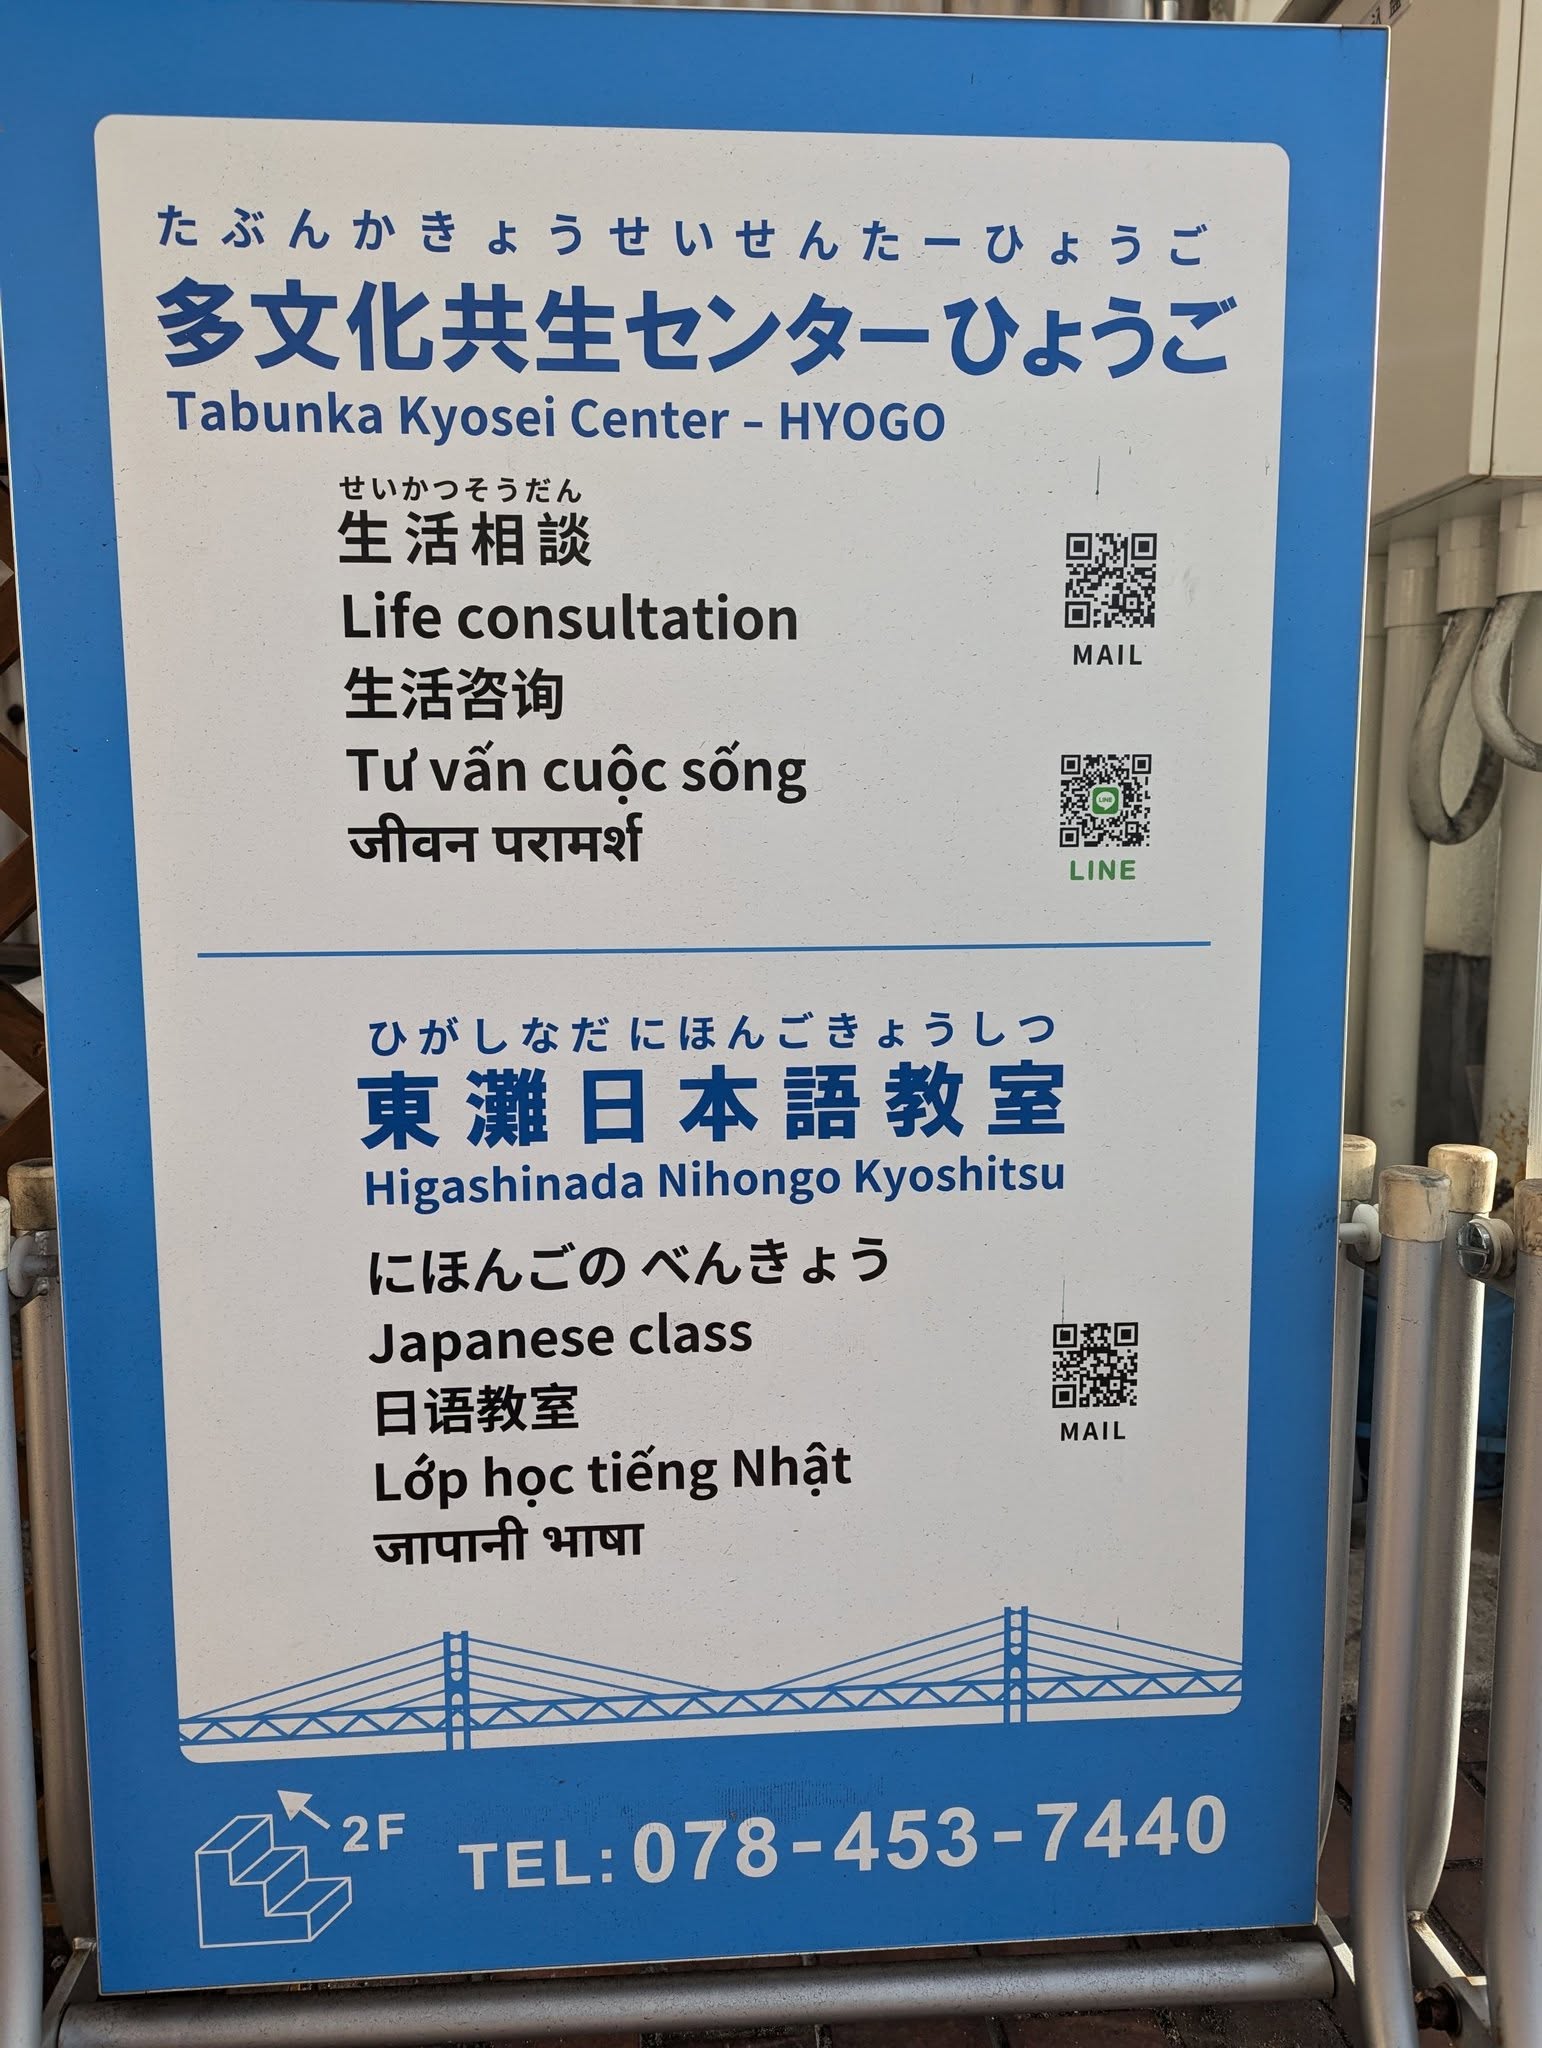 たぶんかきょうせいせんたーひょうご
多文化共生センターひょうご
Tabunka Kyosei Center – HYOGO
せいかつそうだん
生活相談
Life consultation
生活咨询
Tư vấn cuộc sống
जीवन परामर्श
MAIL
LINE
LINE
ひがしなだ にほんごきょうしつ
東灘日本語教室
Higashinada Nihongo Kyoshitsu
にほんごの べんきょう
Japanese class
日语教室
Lớp học tiếng Nhật
जापानी भाषा
MAIL
2F
TEL:078-453-7440